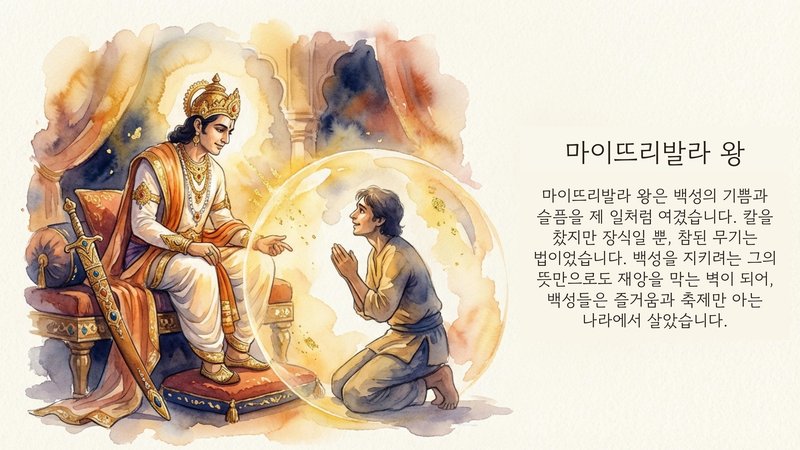 마이뜨리발라 왕
마이뜨리발라 왕은 백성의 기쁨과
슬픔을 제 일처럼 여겼습니다. 칼을
찼지만 장식일 뿐, 참된 무기는
법이었습니다. 백성을 지키려는 그의
뜻만으로도 재앙을 막는 벽이 되어,
백성들은 즐거움과 축제만 아는
나라에서 살았습니다.